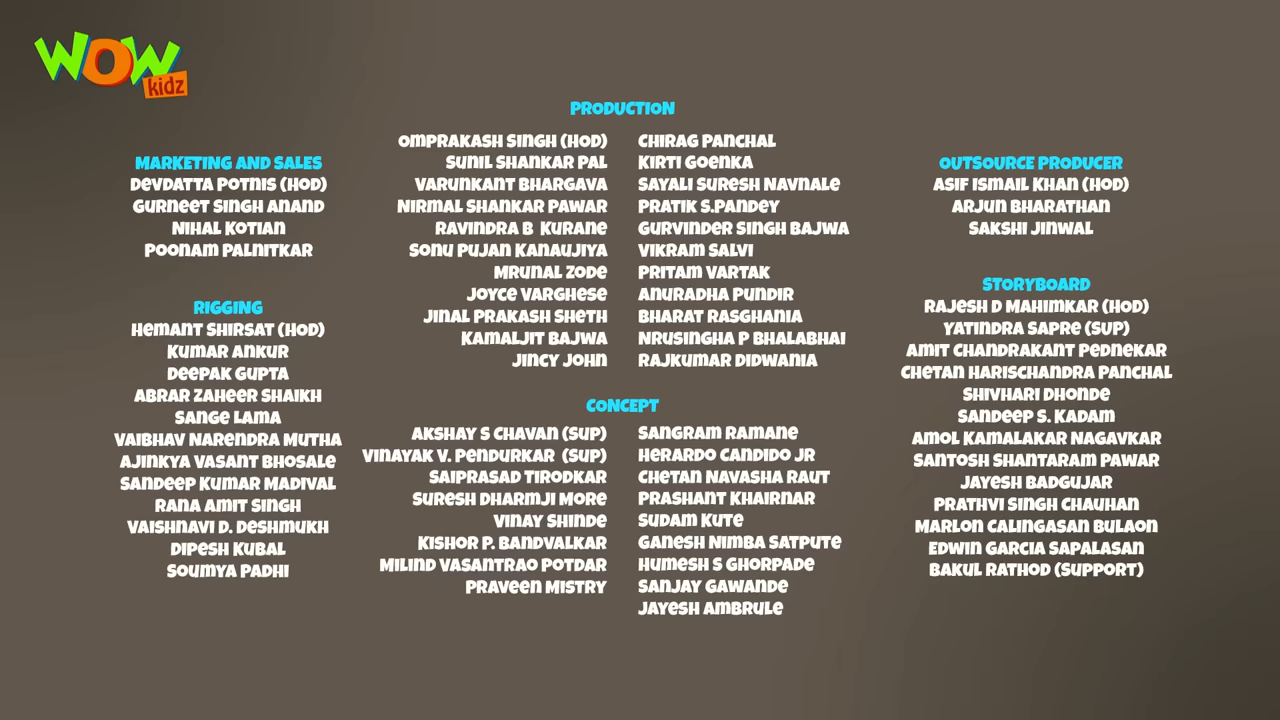 WOW
kidz
MARKETING AND SALES
DEVDATTA POTNIS (HOD)
GURNEET SINGH ANAND
NIHAL KOTIAN
POONAM PALNITKAR
RIGGING
HEMANT SHIRSAT (HOD)
KUMAR ANKUR
DEEPAK GUPTA
ABRAR ZAHEER SHAIKH
SANGE LAMA
VAIBHAV NARENDRA MUTHA
AJINKYA VASANT BHOSALE
SANDEEP KUMAR MADIVAL
RANA AMIT SINGH
VAISHNAVI D. DESHMUKH
DIPESH KUBAL
SOUMYA PADHI
PRODUCTION
OMPRAKASH SINGH (HOD)
SUNIL SHANKAR PAL
VARUNKANT BHARGAVA
NIRMAL SHANKAR PAWAR
RAVINDRA B KURANE
SONU PUJAN KANAUJIYA
MRUNAL ZODE
JOYCE VARGHESE
JINAL PRAKASH SHETH
KAMALJIT BAJWA
JINCY JOHN
CHIRAG PANCHAL
KIRTI GOENKA
SAYALI SURESH NAVNALE
PRATIK S.PANDEY
GURVINDER SINGH BAJWA
VIKRAM SALVI
PRITAM VARTAK
ANURADHA PUNDIR
BHARAT RASGHANIA
NRUSINGHA P BHALABHAI
RAJKUMAR DIDWANIA
CONCEPT
AKSHAY S CHAVAN (SUP)
VINAYAK V. PENDURKAR (SUP)
SAIPRASAD TIRODKAR
SURESH DHARMJI MORE
VINAY SHINDE
KISHOR P. BANDVALKAR
MILIND VASANTRAO POTDAR
PRAVEEN MISTRY
SANGRAM RAMANE
HERARDO CANDIDO JR
CHETAN NAVASHA RAUT
PRASHANT KHAIRNAR
SUDAM KUTE
GANESH NIMBA SATPUTE
HUMESH S GHORPADE
SANJAY GAWANDE
JAYESH AMBRULE
OUTSOURCE PRODUCER
ASIF ISMAIL KHAN (HOD)
ARJUN BHARATHAN
SAKSHI JINWAL
STORYBOARD
RAJESH D MAHIMKAR (HOD)
YATINDRA SAPRE (SUP)
AMIT CHANDRAKANT PEDNEKAR
CHETAN HARISCHANDRA PANCHAL
SHIVHARI DHONDE
SANDEEP S. KADAM
AMOL KAMALAKAR NAGAVKAR
SANTOSH SHANTARAM PAWAR
JAYESH BADGUJAR
PRATHVI SINGH CHAUHAN
MARLON CALINGASAN BULAON
EDWIN GARCIA SAPALASAN
BAKUL RATHOD (SUPPORT)